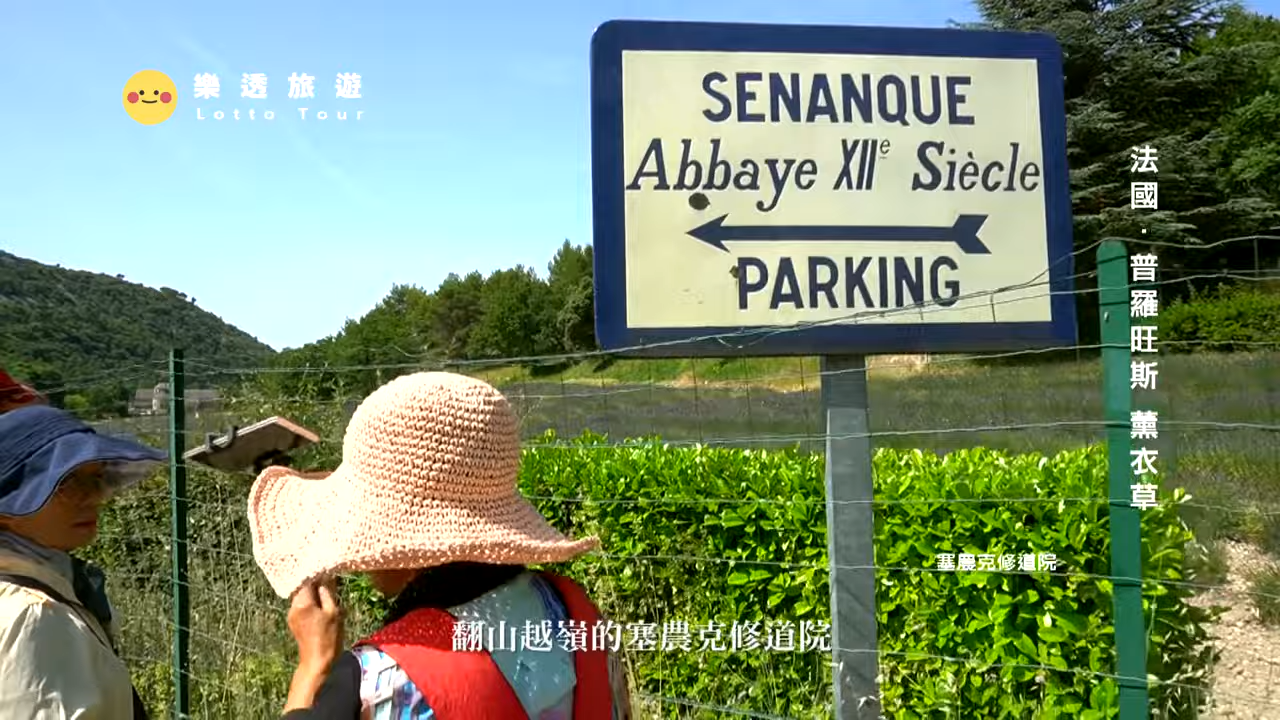 樂透旅遊
Lotto Tour
SENANQUE
Abbaye XIIe Siècle
PARKING
法國·普羅旺斯 薰衣草
塞農克修道院
翻山越嶺的塞農克修道院